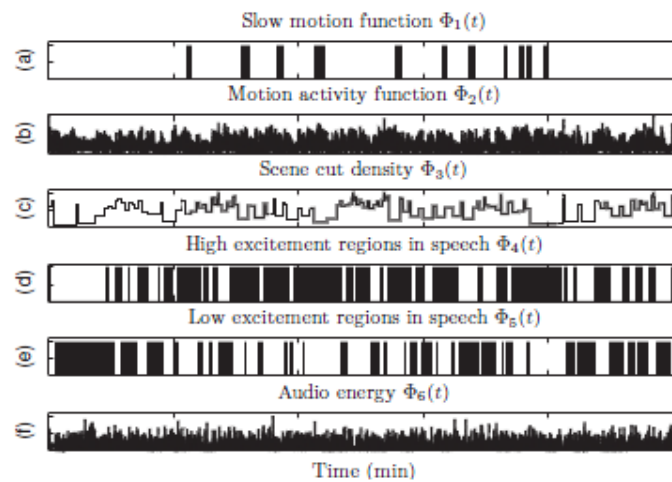 Slow motion function Φ₁(t)
(a)
Motion activity function Φ₂(t)
(b)
Scene cut density Φ₃(t)
(c)
High excitement regions in speech Φ₄(t)
(d)
Low excitement regions in speech Φ₅(t)
(e)
Audio energy Φ₆(t)
(f)
Time (min)